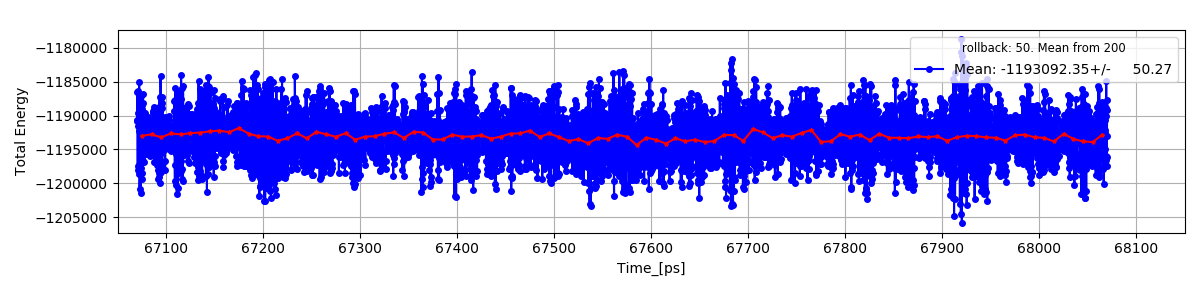 rollback: 50. Mean from 200
Mean: -1193092.35+/- 50.27
Total Energy
−1180000
−1185000
−1190000
−1195000
−1200000
−1205000
67100 67200 67300 67400 67500 67600 67700 67800 67900 68000 68100
Time_[ps]